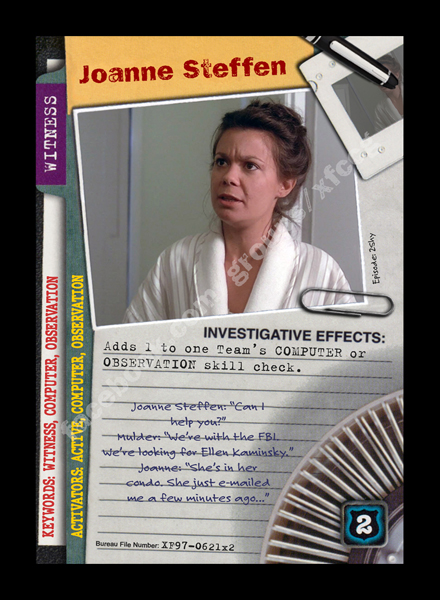 Joanne Steffen
WITNESS
KEYWORDS: WITNESS, COMPUTER, OBSERVATION
ACTIVATORS: ACTIVE, COMPUTER, OBSERVATION
Episode: 2Shy
INVESTIGATIVE EFFECTS:
Adds 1 to one Team's COMPUTER or
OBSERVATION skill check.
Joanne Steffen: "Can I
help you?"
Mulder: "We're with the FBI.
We're looking for Ellen Kaminsky."
Joanne: "She's in her
condo. She just e-mailed
me a few minutes ago..."
2
Bureau File Number: XF97-0621x2